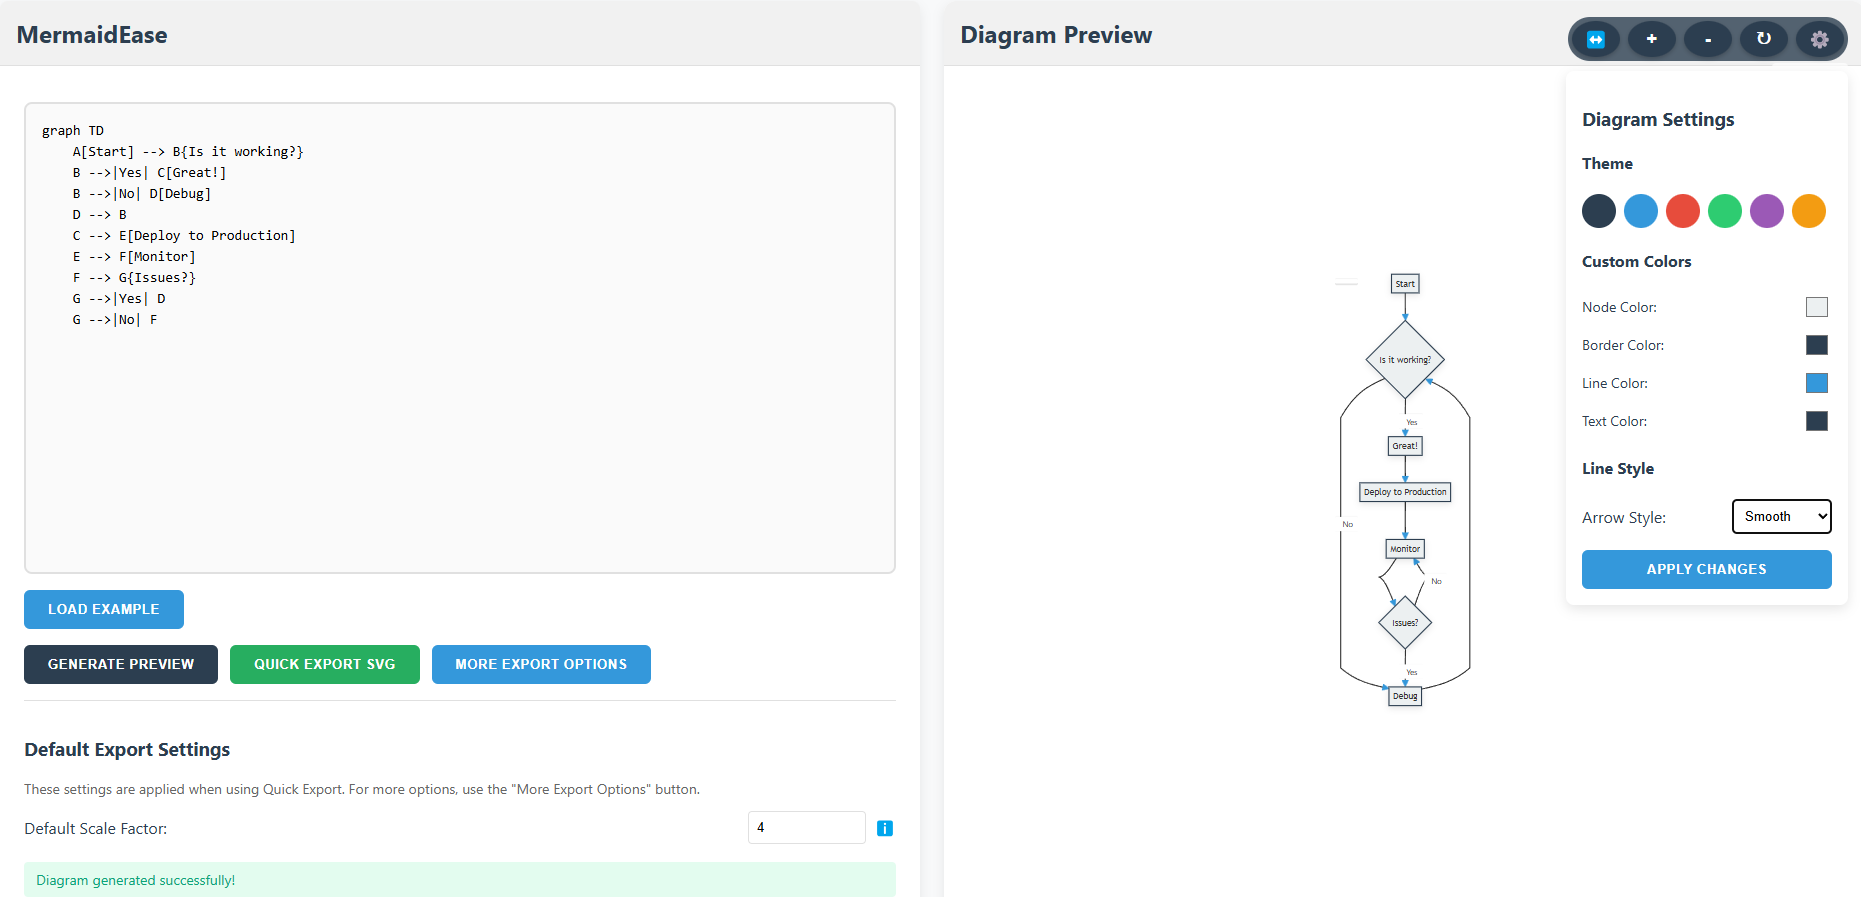 MermaidEase
graph TD
    A[Start] --> B{Is it working?}
    B -->|Yes| C[Great!]
    B -->|No| D[Debug]
    D --> B
    C --> E[Deploy to Production]
    E --> F[Monitor]
    F --> G{Issues?}
    G -->|Yes| D
    G -->|No| F
LOAD EXAMPLE
GENERATE PREVIEW
QUICK EXPORT SVG
MORE EXPORT OPTIONS
Default Export Settings
These settings are applied when using Quick Export. For more options, use the "More Export Options" button.
Default Scale Factor:
4
i
Diagram generated successfully!
Diagram Preview
+
-
↻
Start
Is it working?
Yes
Great!
Deploy to Production
No
Monitor
No
Issues?
Yes
Debug
Diagram Settings
Theme
Custom Colors
Node Color:
Border Color:
Line Color:
Text Color:
Line Style
Arrow Style:
Smooth
APPLY CHANGES